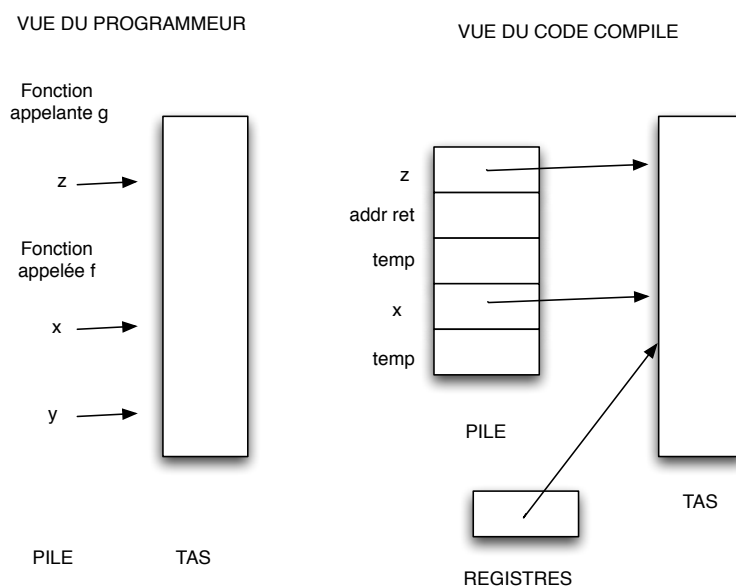 VUE DU PROGRAMMEUR
Fonction
appelante g
z
Fonction
appelée f
x
y
PILE
TAS
VUE DU CODE COMPILE
z
addr ret
temp
x
temp
PILE
TAS
REGISTRES